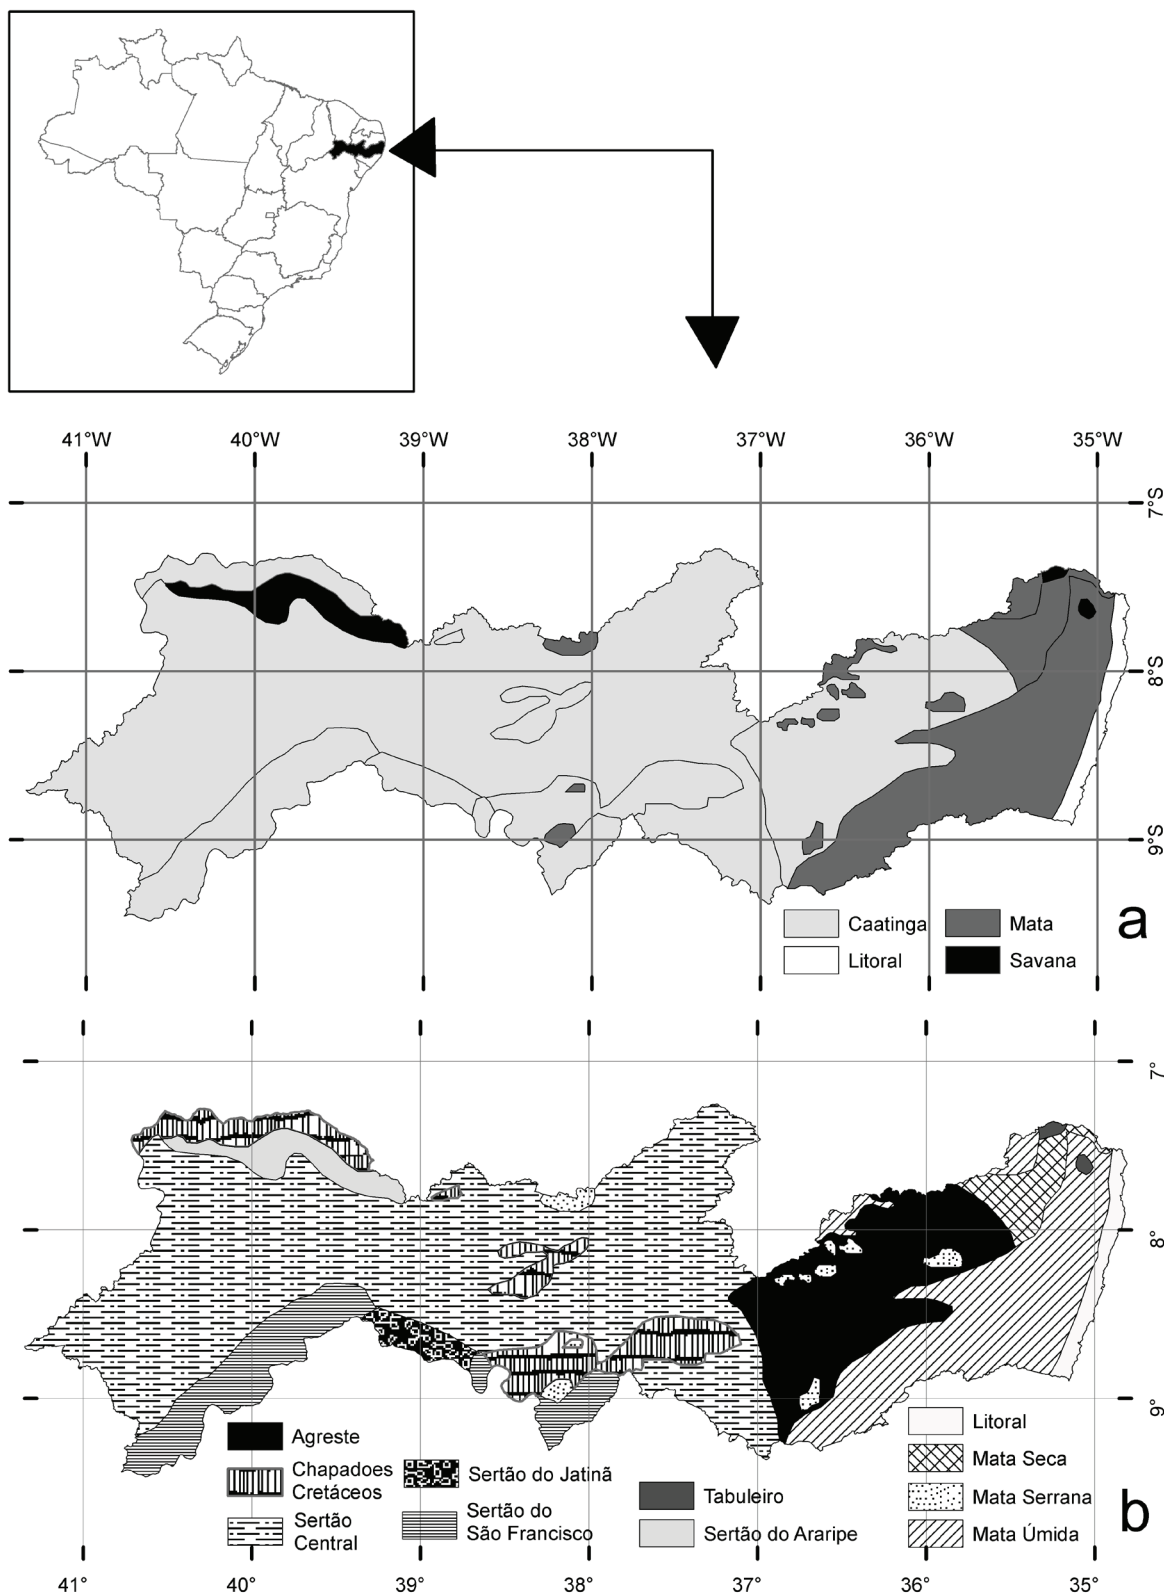 41°W 40°W 39°W 38°W 37°W 36°W 35°W
7°S
8°S
9°S
Caatinga
Mata
Litoral
Savana
a
7°
8°
9°
Agreste
Chapadoes
Cretáceos
Sertão
Central
Sertão do Jatinã
Sertão do
São Francisco
Tabuleiro
Sertão do Araripe
Litoral
Mata Seca
Mata Serrana
Mata Úmida
b
41° 40° 39° 38° 37° 36° 35°